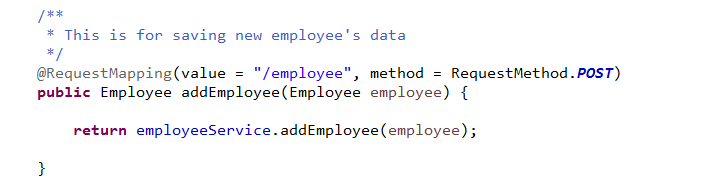 /**
* This is for saving new employee's data
*/
@RequestMapping(value = "/employee", method = RequestMethod.POST)
public Employee addEmployee(Employee employee) {
return employeeService.addEmployee(employee);
}